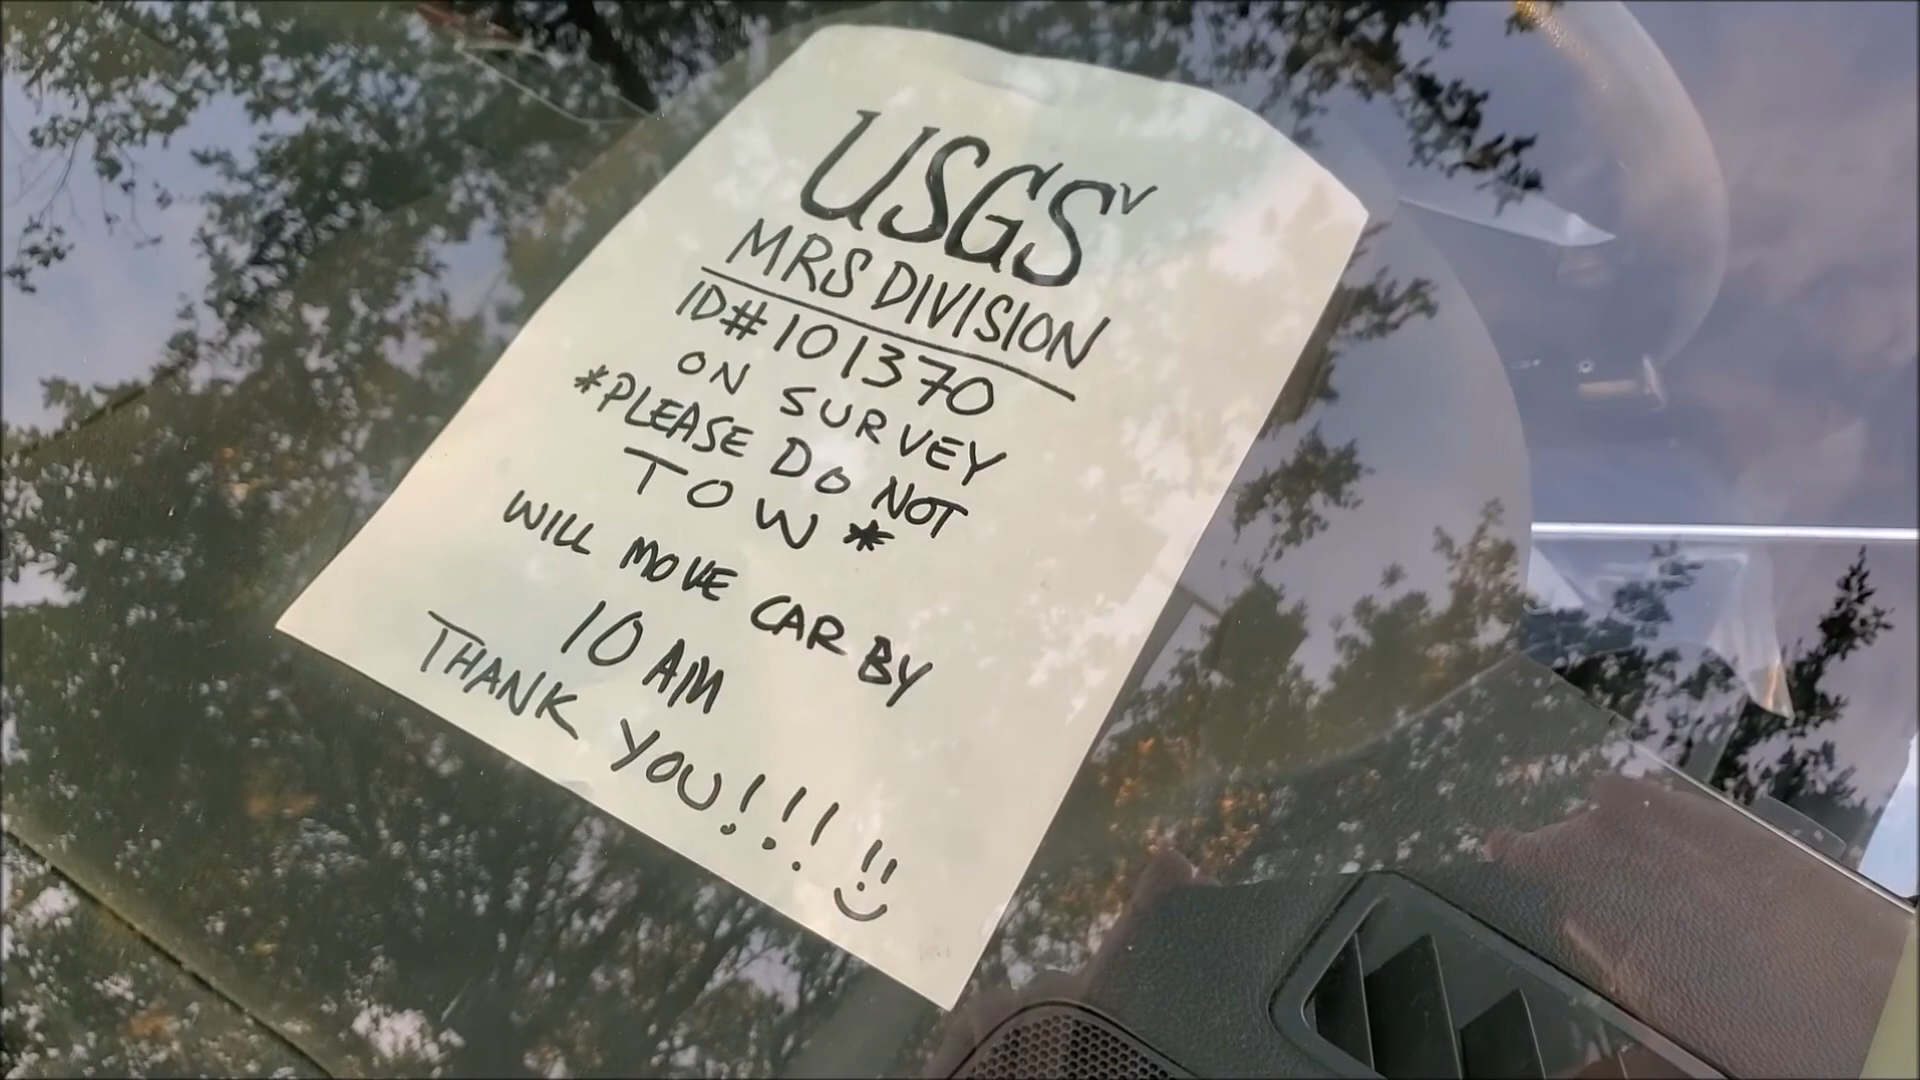 USGS
MRS DIVISION
ID# 101370
ON SURVEY
*PLEASE DO NOT
TOW*
WILL MOVE CAR BY
10 AM
THANK YOU!!!